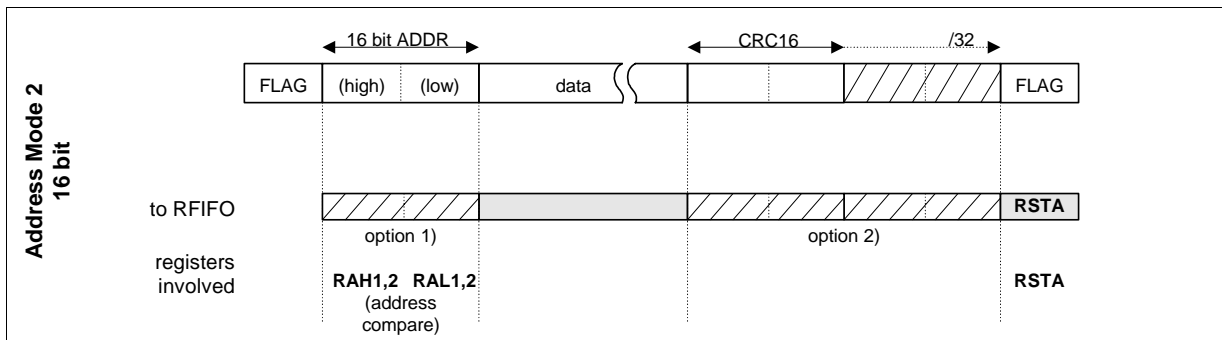 Address Mode 2
16 bit
16 bit ADDR CRC16 /32
FLAG (high) (low) data FLAG
to RFIFO RSTA
option 1) option 2)
registers
involved
RAH1,2 RAL1,2 RSTA
(address
compare)